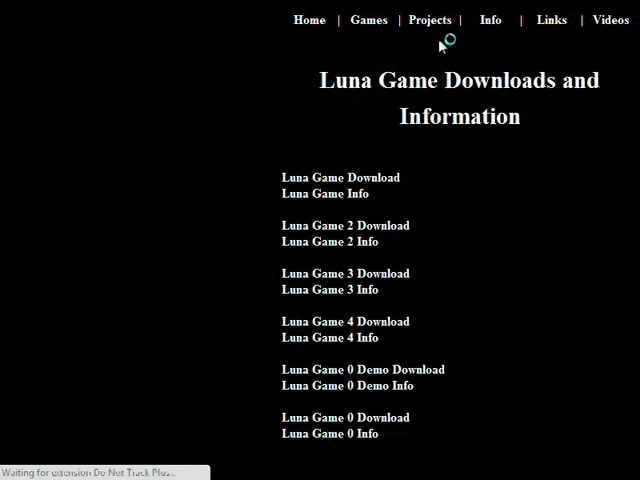 Home | Games | Projects | Info | Links | Videos
Luna Game Downloads and
Information
Luna Game Download
Luna Game Info
Luna Game 2 Download
Luna Game 2 Info
Luna Game 3 Download
Luna Game 3 Info
Luna Game 4 Download
Luna Game 4 Info
Luna Game 0 Demo Download
Luna Game 0 Demo Info
Luna Game 0 Download
Luna Game 0 Info
Waiting for extension Do Not Track Plus...